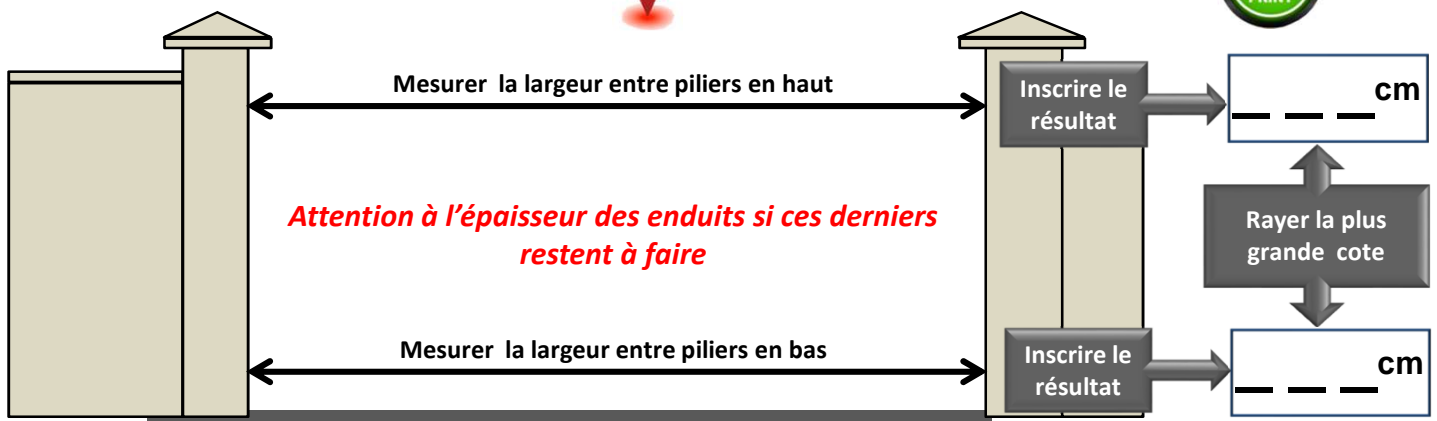 Mesurer la largeur entre piliers en haut
Inscrire le
résultat
cm
_ _ _
Attention à l’épaisseur des enduits si ces derniers
restent à faire
Rayer la plus
grande cote
Mesurer la largeur entre piliers en bas
Inscrire le
résultat
cm
_ _ _